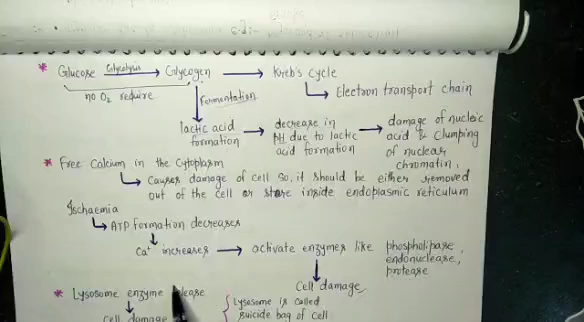 * Glucose Glycolysis → Glycogen → Kreb's cycle
no O2 require
↳ Electron transport chain
Fermentation
lactic acid formation → decrease in pH due to lactic acid formation → damage of nucleic acid & clumping of nuclear chromatin.
* Free Calcium in the Cytoplasm
↳ causes damage of cell so, it should be either removed
out of the cell or store inside endoplasmic reticulum
Ischaemia
↳ ATP formation decreases
Ca+ increases → activate enzymes like phospholipase, endonuclease, protease
cell damage
* Lysosome enzyme
cell damage
{ Lysosome is called
suicide bag of cell